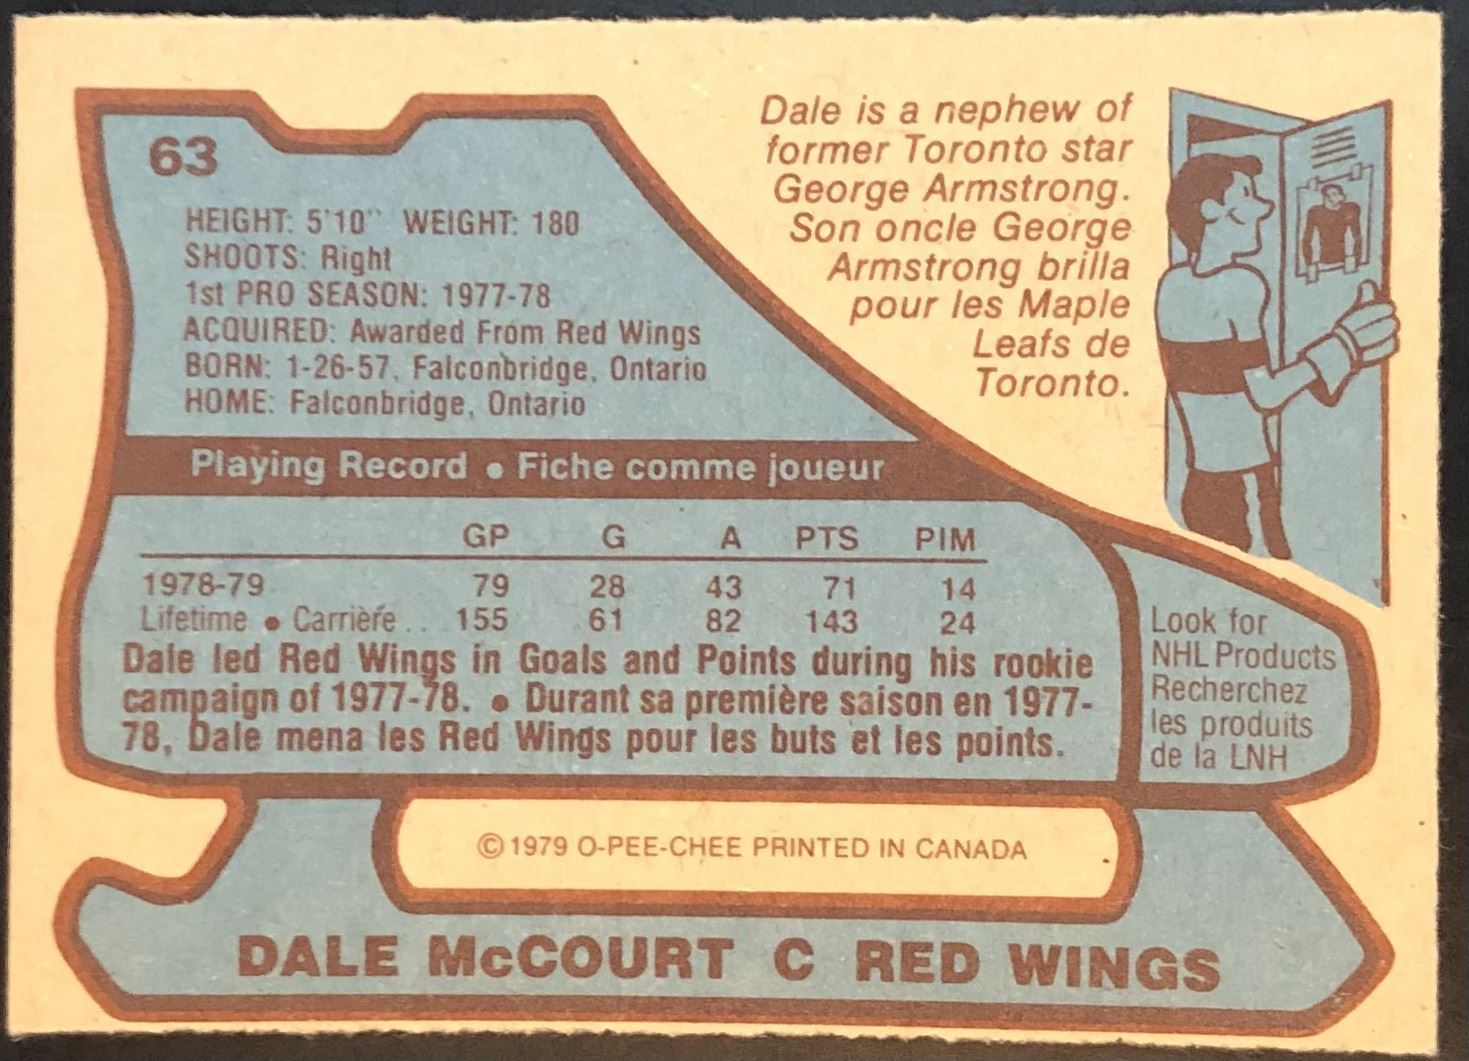 63
HEIGHT: 5'10" WEIGHT: 180
SHOOTS: Right
1st PRO SEASON: 1977-78
ACQUIRED: Awarded From Red Wings
BORN: 1-26-57, Falconbridge, Ontario
HOME: Falconbridge, Ontario
Dale is a nephew of
former Toronto star
George Armstrong.
Son oncle George
Armstrong brilla
pour les Maple
Leafs de
Toronto.
Playing Record • Fiche comme joueur
GP G A PTS PIM
1978-79 79 28 43 71 14
Lifetime • Carrière .. 155 61 82 143 24
Dale led Red Wings in Goals and Points during his rookie
campaign of 1977-78. • Durant sa première saison en 1977-
78, Dale mena les Red Wings pour les buts et les points.
Look for
NHL Products
Recherchez
les produits
de la LNH
©1979 O-PEE-CHEE PRINTED IN CANADA
DALE McCOURT C RED WINGS